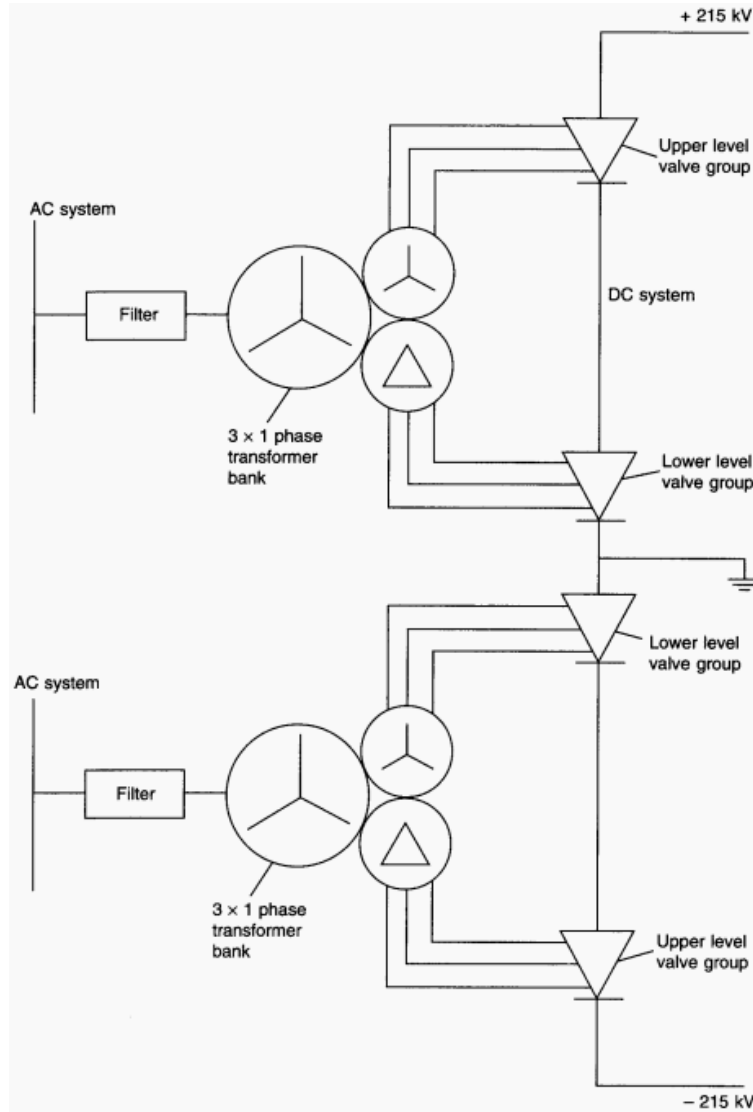 + 215 kV
Upper level
valve group
AC system
Filter
DC system
3 × 1 phase
transformer
bank
Lower level
valve group
Lower level
valve group
AC system
Filter
3 × 1 phase
transformer
bank
Upper level
valve group
− 215 kV